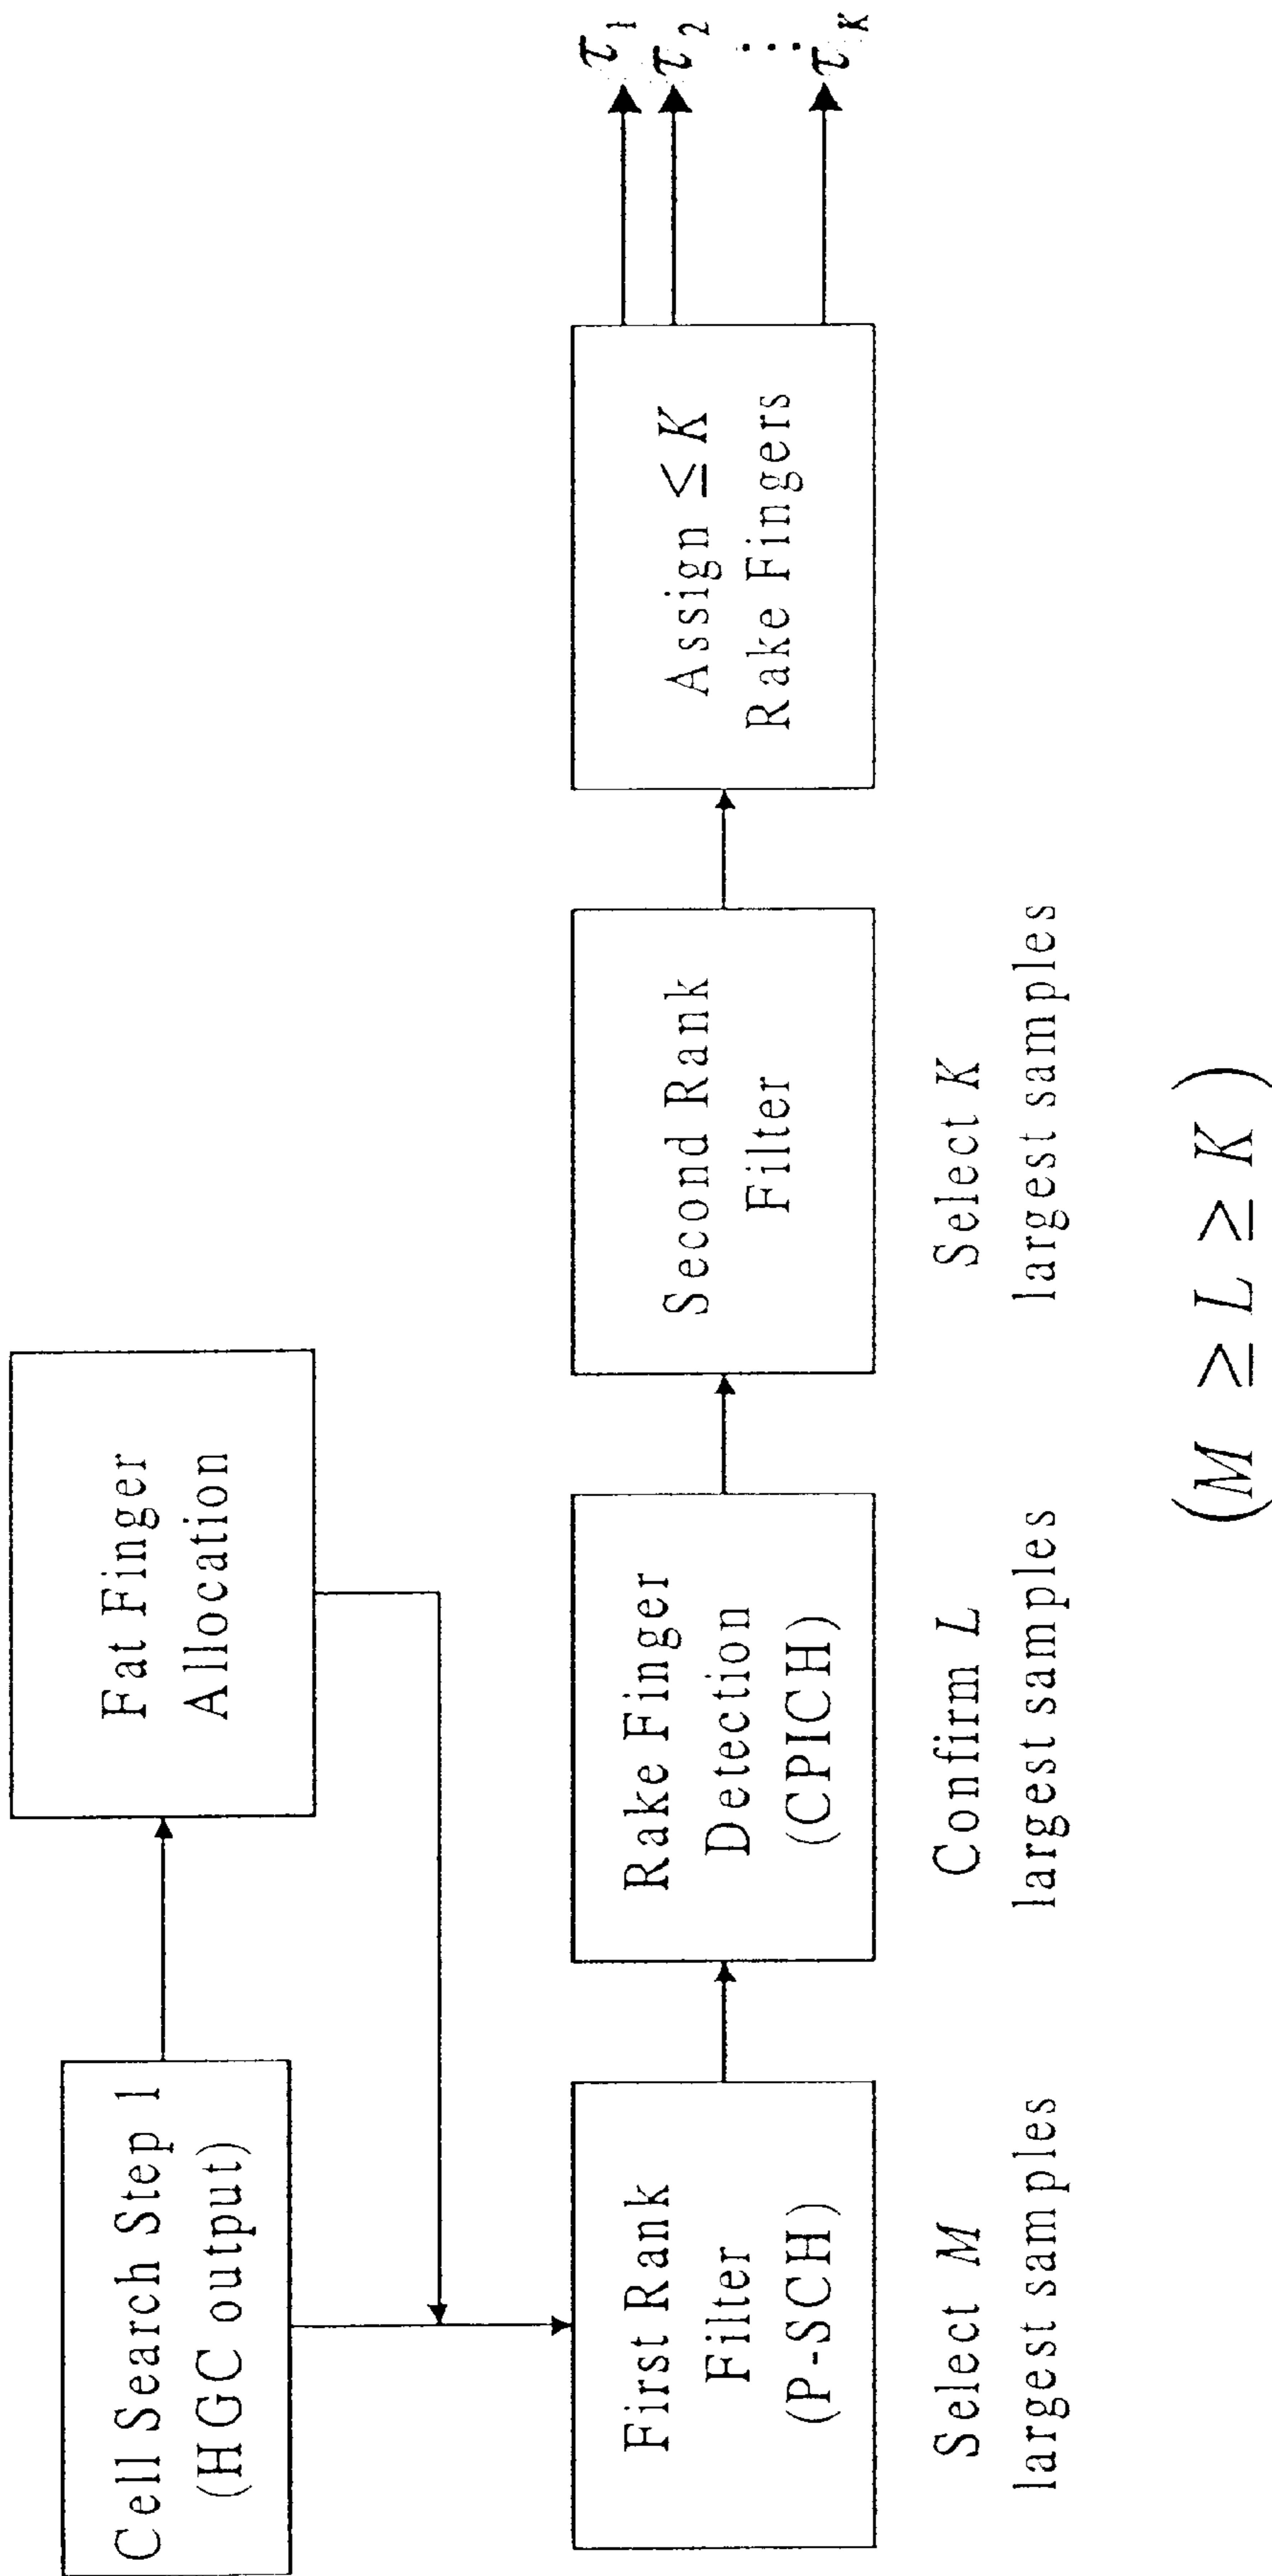 Cell Search Step 1
(HGC output)
Fat Finger
Allocation
First Rank
Filter
(P-SCH)
Select M
largest samples
Rake Finger
Detection
(CPICH)
Confirm L
largest samples
Second Rank
Filter
Select K
largest samples
Assign ≤ K
Rake Fingers
τ₁
τ₂
⋮
τ_K
(M ≥ L ≥ K)